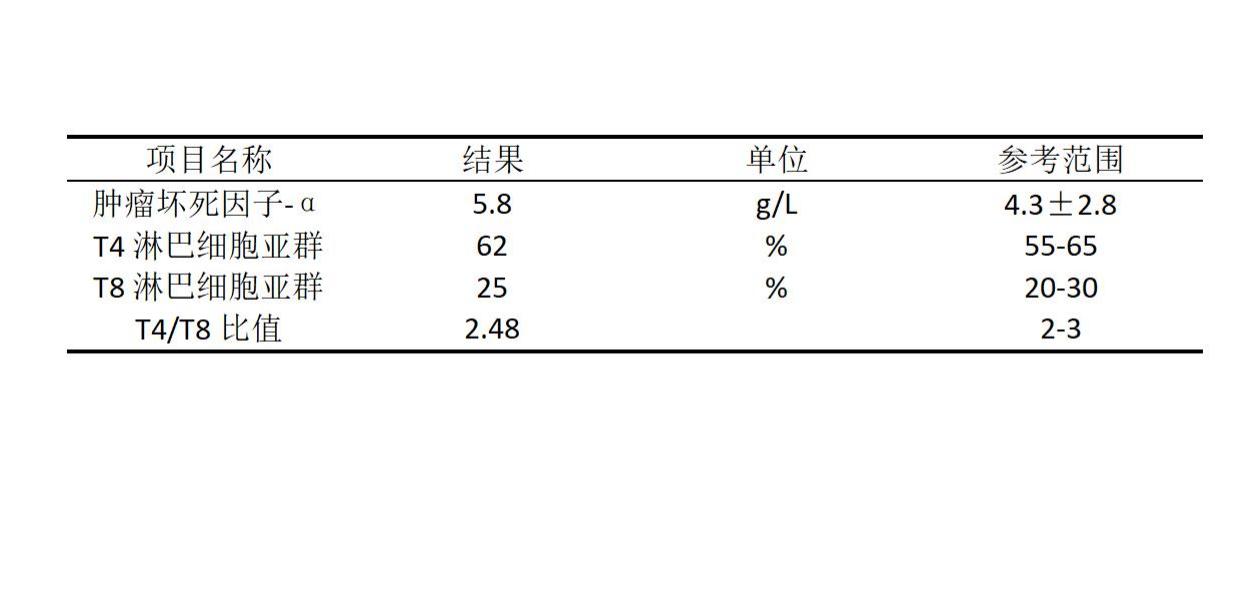 项目名称 结果 单位 参考范围
肿瘤坏死因子-α 5.8 g/L 4.3±2.8
T4 淋巴细胞亚群 62 % 55-65
T8 淋巴细胞亚群 25 % 20-30
T4/T8 比值 2.48 2-3